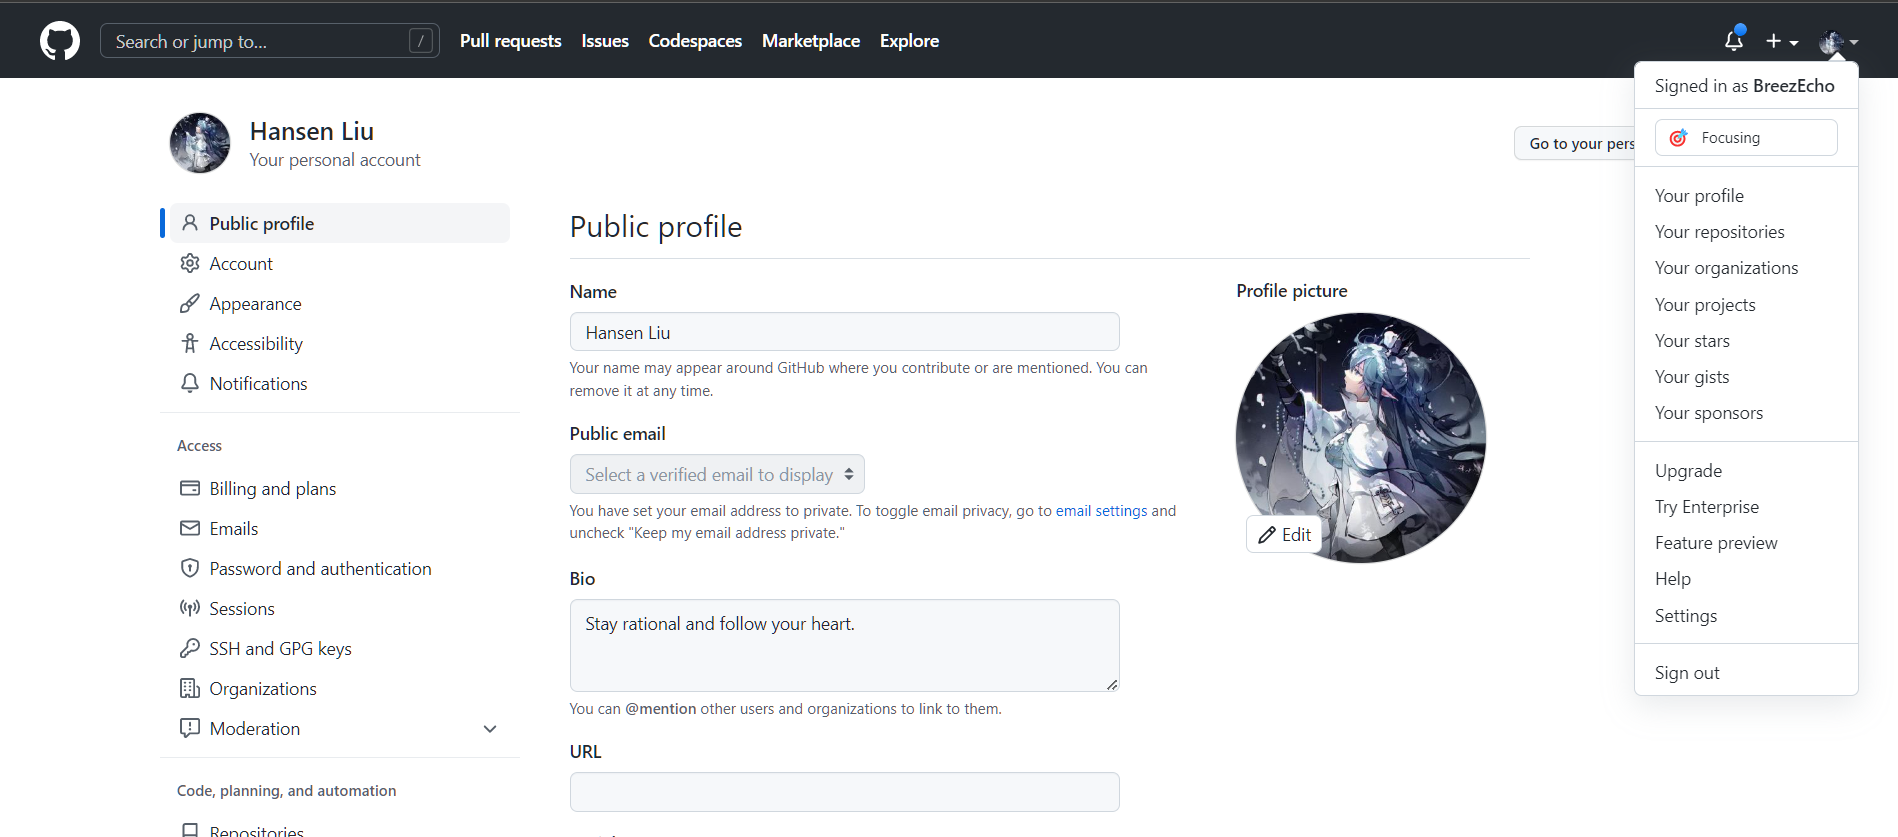 Search or jump to...
/
Pull requests
Issues
Codespaces
Marketplace
Explore
Signed in as BreezEcho
Focusing
Your profile
Your repositories
Your organizations
Your projects
Your stars
Your gists
Your sponsors
Upgrade
Try Enterprise
Feature preview
Help
Settings
Sign out
Hansen Liu
Your personal account
Go to your pers
Public profile
Account
Appearance
Accessibility
Notifications
Access
Billing and plans
Emails
Password and authentication
Sessions
SSH and GPG keys
Organizations
Moderation
Code, planning, and automation
Repositories
Public profile
Name
Hansen Liu
Your name may appear around GitHub where you contribute or are mentioned. You can
remove it at any time.
Public email
Select a verified email to display
You have set your email address to private. To toggle email privacy, go to email settings and
uncheck "Keep my email address private."
Bio
Stay rational and follow your heart.
You can @mention other users and organizations to link to them.
URL
Profile picture
Edit